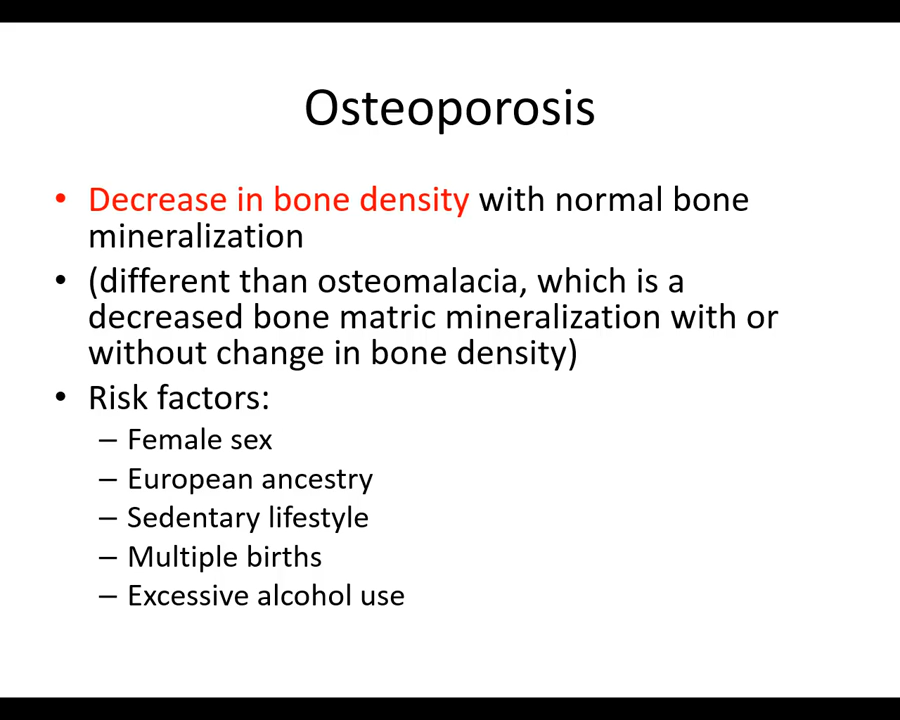 Osteoporosis
• Decrease in bone density with normal bone
mineralization
• (different than osteomalacia, which is a
decreased bone matric mineralization with or
without change in bone density)
• Risk factors:
– Female sex
– European ancestry
– Sedentary lifestyle
– Multiple births
– Excessive alcohol use